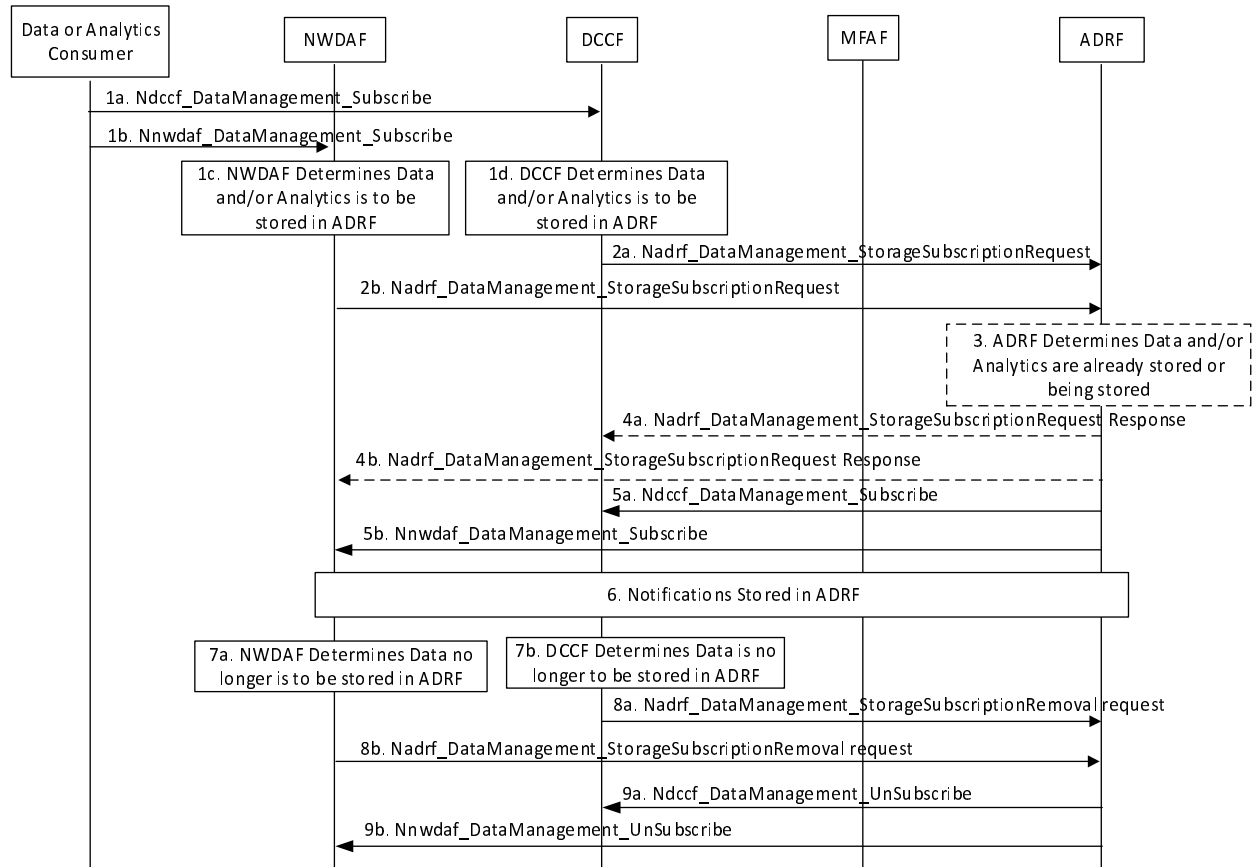 Data or Analytics
Consumer
NWDAF
DCCF
MFAF
ADRF
1a. Ndccf_DataManagement_Subscribe
1b. Nnwdaf_DataManagement_Subscribe
1c. NWDAF Determines Data
and/or Analytics is to be
stored in ADRF
1d. DCCF Determines Data
and/or Analytics is to be
stored in ADRF
2a. Nadrf_DataManagement_StorageSubscriptionRequest
2b. Nadrf_DataManagement_StorageSubscriptionRequest
3. ADRF Determines Data and/or
Analytics are already stored or
being stored
4a. Nadrf_DataManagement_StorageSubscriptionRequest Response
4b. Nadrf_DataManagement_StorageSubscriptionRequest Response
5a. Ndccf_DataManagement_Subscribe
5b. Nnwdaf_DataManagement_Subscribe
6. Notifications Stored in ADRF
7a. NWDAF Determines Data no
longer is to be stored in ADRF
7b. DCCF Determines Data is no
longer to be stored in ADRF
8a. Nadrf_DataManagement_StorageSubscriptionRemoval request
8b. Nadrf_DataManagement_StorageSubscriptionRemoval request
9a. Ndccf_DataManagement_UnSubscribe
9b. Nnwdaf_DataManagement_UnSubscribe